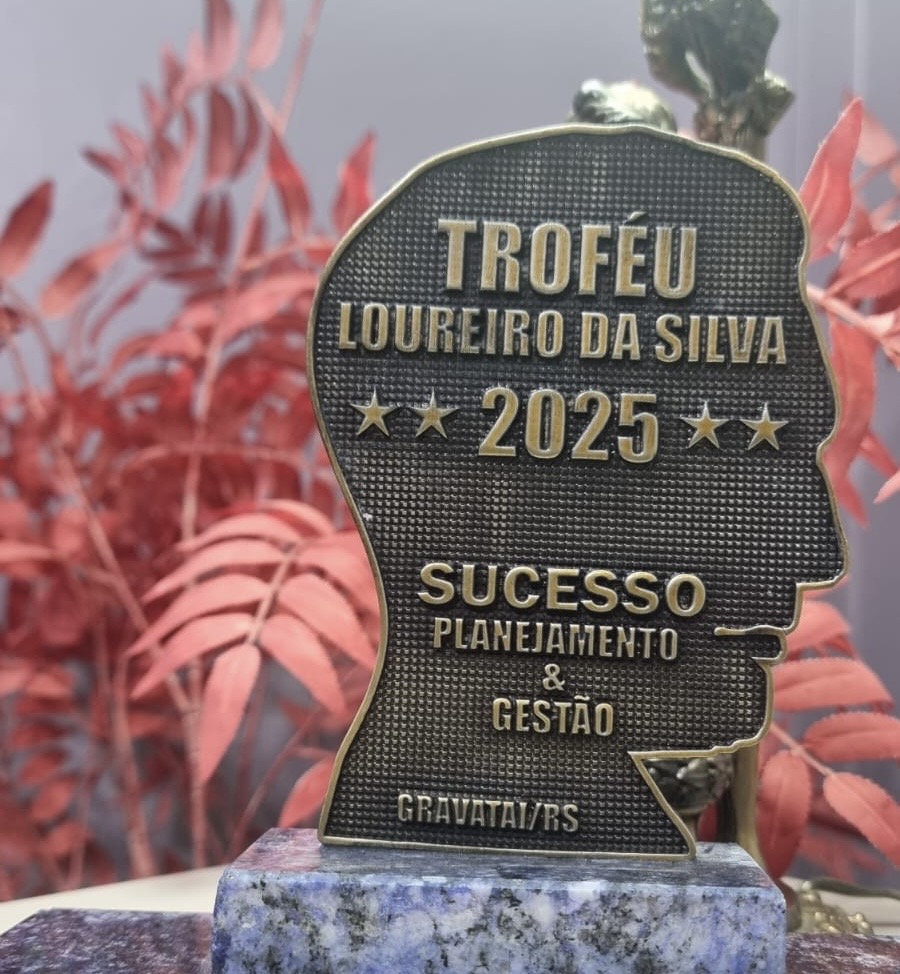 TROFÉU
LOUREIRO DA SILVA
2025
SUCESSO
PLANEJAMENTO
&
GESTÃO
GRAVATAI/RS